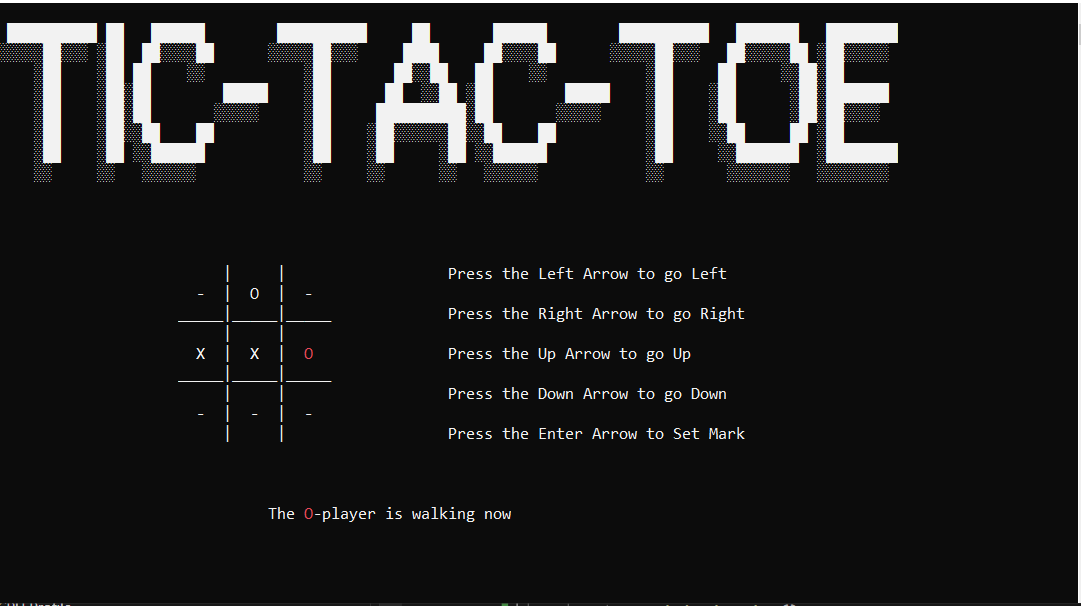 TIC-TAC-TOE
- | O | -
Press the Left Arrow to go Left
Press the Right Arrow to go Right
X | X | O
Press the Up Arrow to go Up
Press the Down Arrow to go Down
- | - | -
Press the Enter Arrow to Set Mark
The O-player is walking now